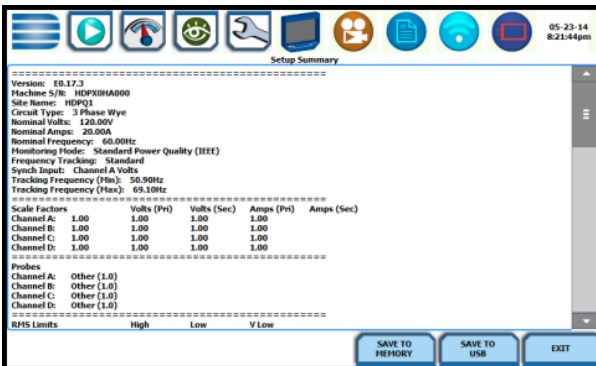 05-23-14
8:21:44pm
Setup Summary
==================================================
Version: E0.17.3
Machine S/N: HDPX0HA000
Site Name: HDPQ1
Circuit Type: 3 Phase Wye
Nominal Volts: 120.00V
Nominal Amps: 20.00A
Nominal Frequency: 60.00Hz
Monitoring Mode: Standard Power Quality (IEEE)
Frequency Tracking: Standard
Synch Input: Channel A Volts
Tracking Frequency (Min): 50.90Hz
Tracking Frequency (Max): 69.10Hz
==================================================
Scale Factors Volts (Pri) Volts (Sec) Amps (Pri) Amps (Sec)
Channel A: 1.00 1.00 1.00 1.00
Channel B: 1.00 1.00 1.00 1.00
Channel C: 1.00 1.00 1.00 1.00
Channel D: 1.00 1.00 1.00 1.00
==================================================
Probes
Channel A: Other (1.0)
Channel B: Other (1.0)
Channel C: Other (1.0)
Channel D: Other (1.0)
==================================================
RMS Limits High Low V Low
SAVE TO MEMORY
SAVE TO USB
EXIT